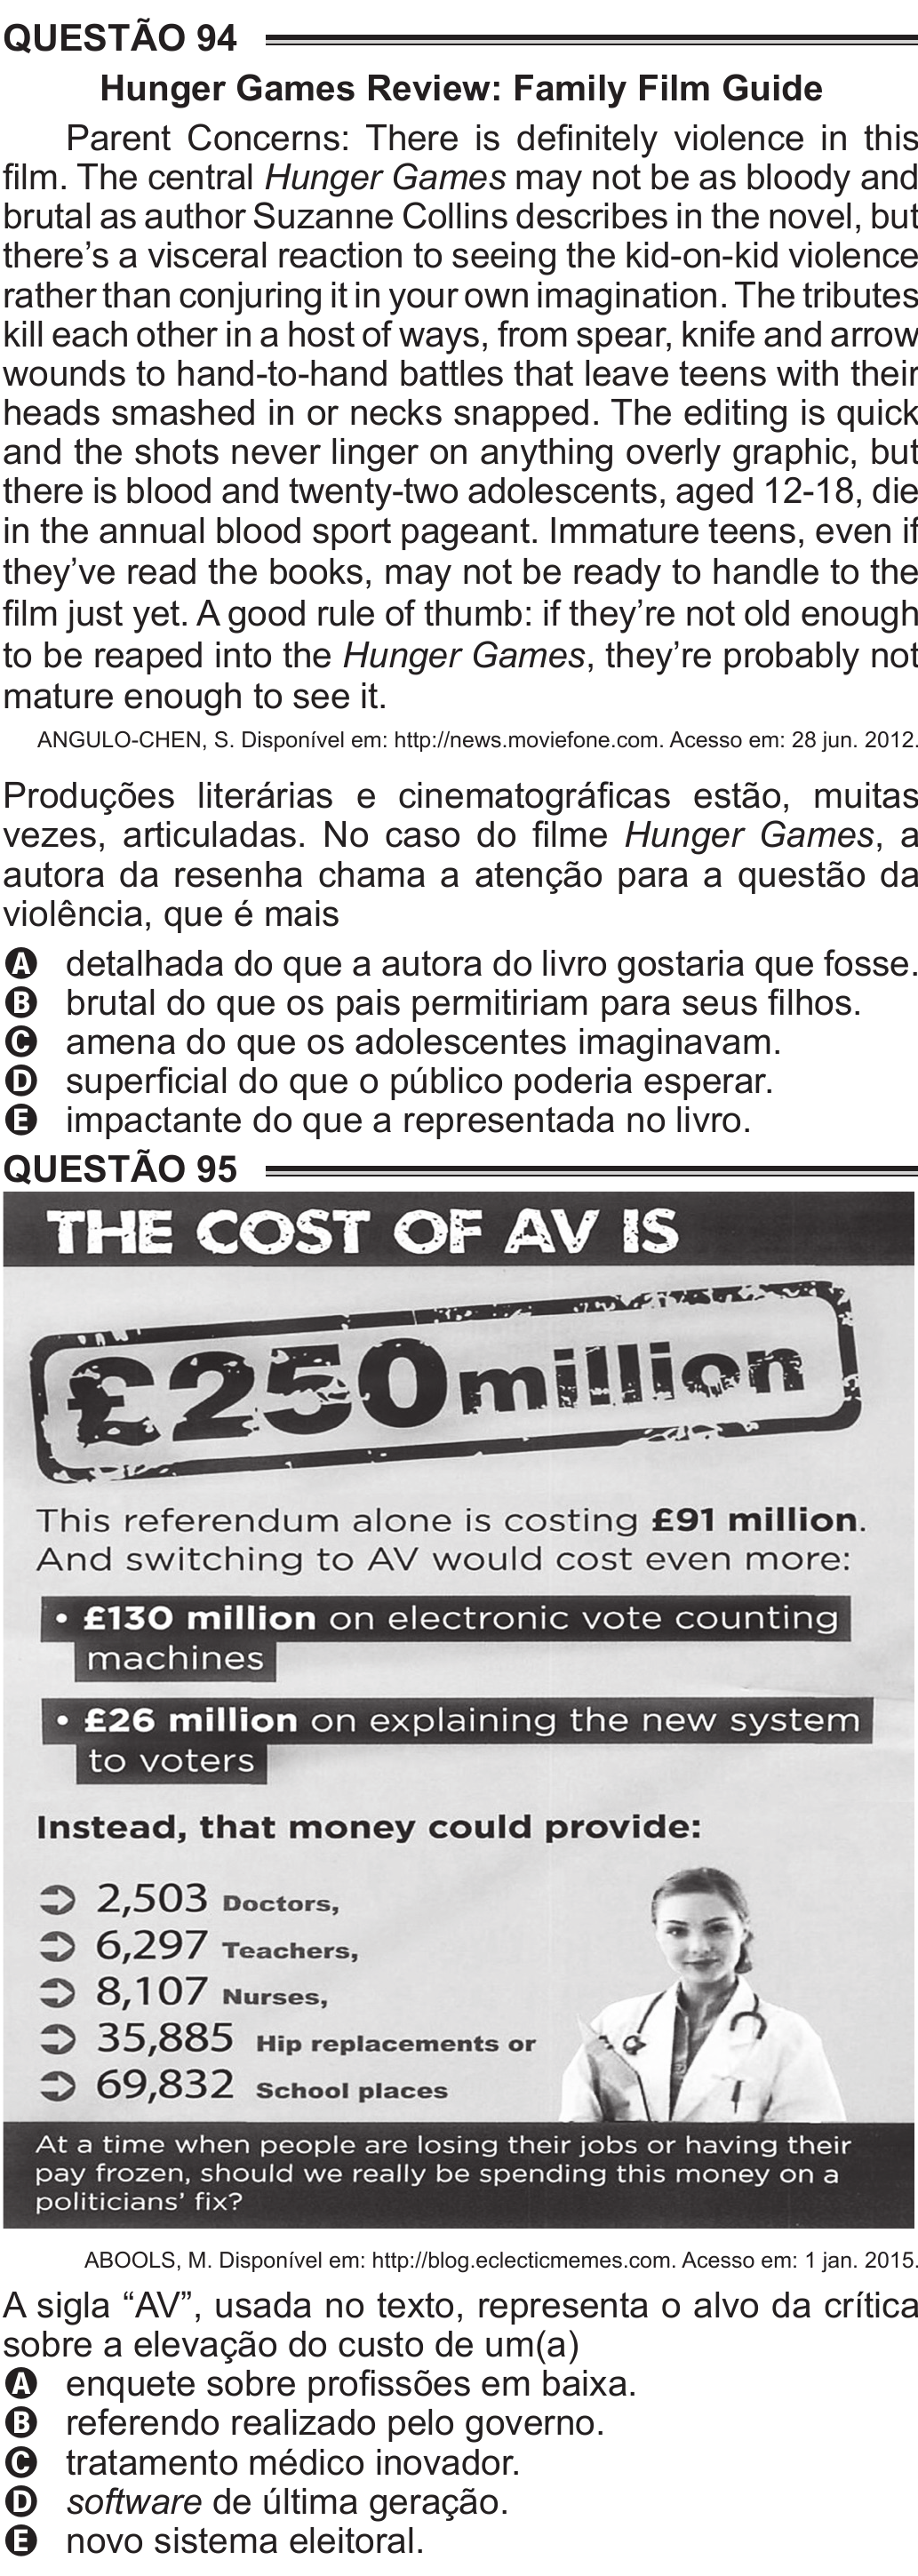 QUESTÃO 94
Hunger Games Review: Family Film Guide
Parent Concerns: There is definitely violence in this
film. The central Hunger Games may not be as bloody and
brutal as author Suzanne Collins describes in the novel, but
there’s a visceral reaction to seeing the kid-on-kid violence
rather than conjuring it in your own imagination. The tributes
kill each other in a host of ways, from spear, knife and arrow
wounds to hand-to-hand battles that leave teens with their
heads smashed in or necks snapped. The editing is quick
and the shots never linger on anything overly graphic, but
there is blood and twenty-two adolescents, aged 12-18, die
in the annual blood sport pageant. Immature teens, even if
they’ve read the books, may not be ready to handle to the
film just yet. A good rule of thumb: if they’re not old enough
to be reaped into the Hunger Games, they’re probably not
mature enough to see it.
ANGULO-CHEN, S. Disponível em: http://news.moviefone.com. Acesso em: 28 jun. 2012.
Produções literárias e cinematográficas estão, muitas
vezes, articuladas. No caso do filme Hunger Games, a
autora da resenha chama a atenção para a questão da
violência, que é mais
A detalhada do que a autora do livro gostaria que fosse.
B brutal do que os pais permitiriam para seus filhos.
C amena do que os adolescentes imaginavam.
D superficial do que o público poderia esperar.
E impactante do que a representada no livro.
QUESTÃO 95
THE COST OF AV IS
£250 million
This referendum alone is costing £91 million.
And switching to AV would cost even more:
• £130 million on electronic vote counting
machines
• £26 million on explaining the new system
to voters
Instead, that money could provide:
2,503 Doctors,
6,297 Teachers,
8,107 Nurses,
35,885 Hip replacements or
69,832 School places
At a time when people are losing their jobs or having their
pay frozen, should we really be spending this money on a
politicians’ fix?
ABOOLS, M. Disponível em: http://blog.eclecticmemes.com. Acesso em: 1 jan. 2015.
A sigla “AV”, usada no texto, representa o alvo da crítica
sobre a elevação do custo de um(a)
A enquete sobre profissões em baixa.
B referendo realizado pelo governo.
C tratamento médico inovador.
D software de última geração.
E novo sistema eleitoral.